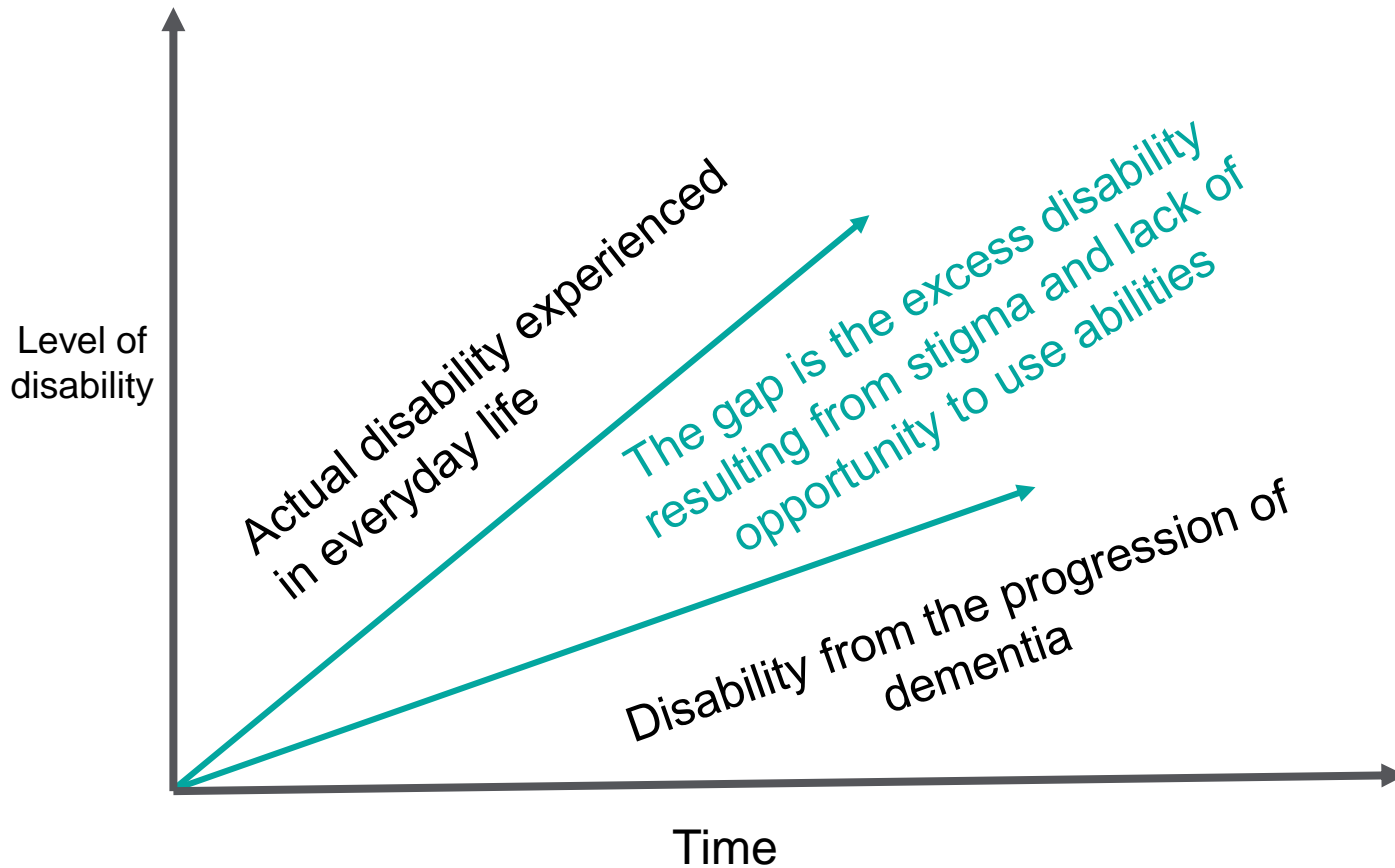 Level of
disability
Actual disability experienced
in everyday life
The gap is the excess disability
resulting from stigma and lack of
opportunity to use abilities
Disability from the progression of
dementia
Time